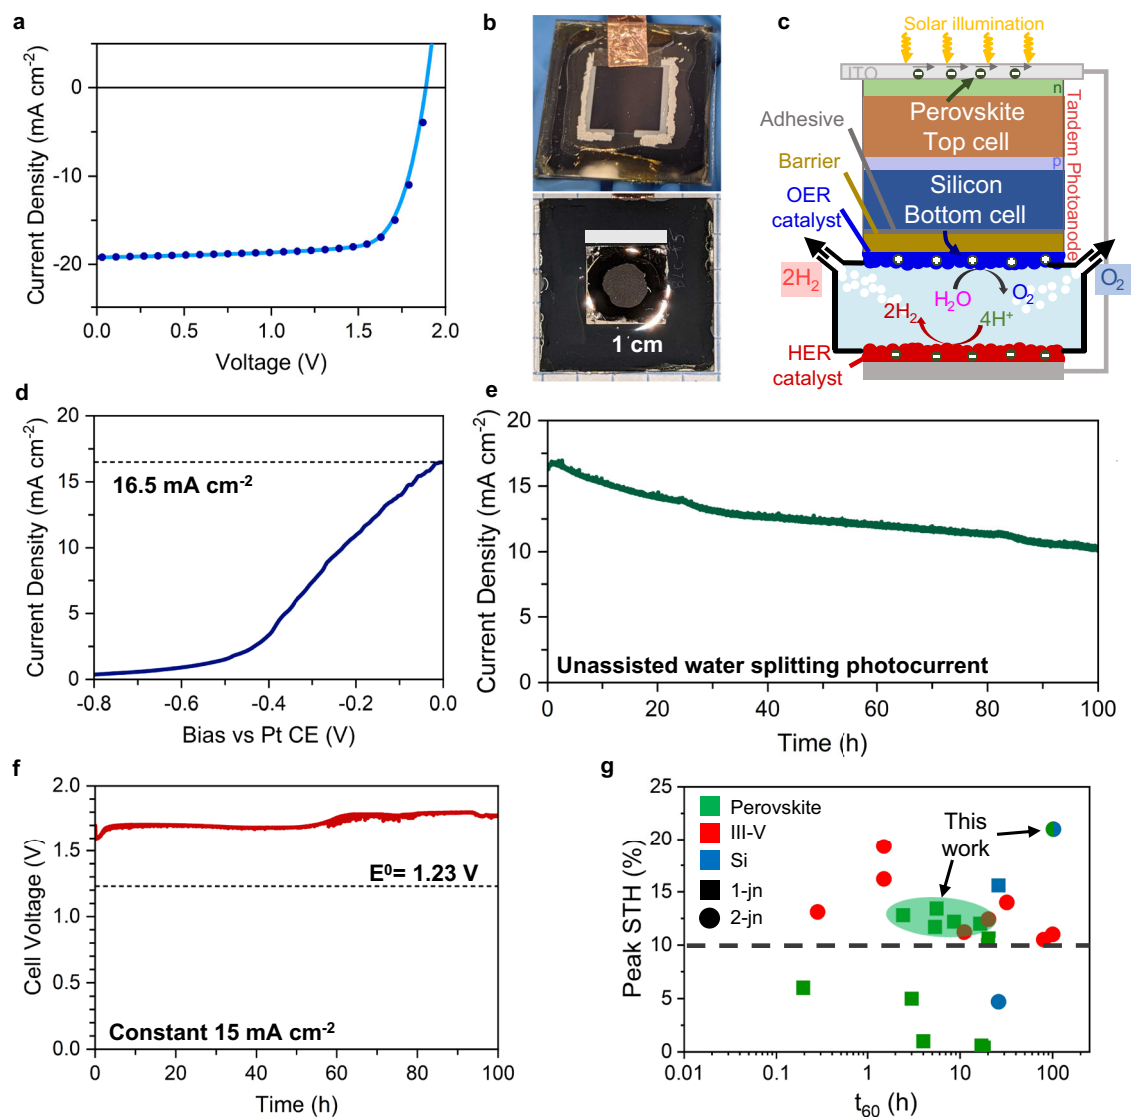 a
Current Density (mA cm-2)
0
-10
-20
0.0
0.5
1.0
1.5
2.0
Voltage (V)
b
1 cm
c
Solar illumination
ITO
n
Perovskite
Top cell
p
Silicon
Bottom cell
Tandem Photoanode
Adhesive
Barrier
OER
catalyst
2H2
O2
H2O
O2
2H2
4H+
HER
catalyst
d
Current Density (mA cm-2)
20
15
10
5
0
16.5 mA cm-2
-0.8
-0.6
-0.4
-0.2
0.0
Bias vs Pt CE (V)
e
Current Density (mA cm-2)
20
15
10
5
0
Unassisted water splitting photocurrent
0
20
40
60
80
100
Time (h)
f
Cell Voltage (V)
2.0
1.5
1.0
0.5
0.0
E0= 1.23 V
Constant 15 mA cm-2
0
20
40
60
80
100
Time (h)
g
Peak STH (%)
25
20
15
10
5
0
Perovskite
III-V
Si
1-jn
2-jn
This
work
0.01
0.1
1
10
100
t60 (h)